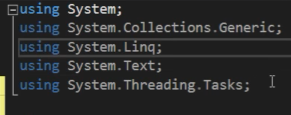 using System;
using System.Collections.Generic;
using System.Linq;
using System.Text;
using System.Threading.Tasks;